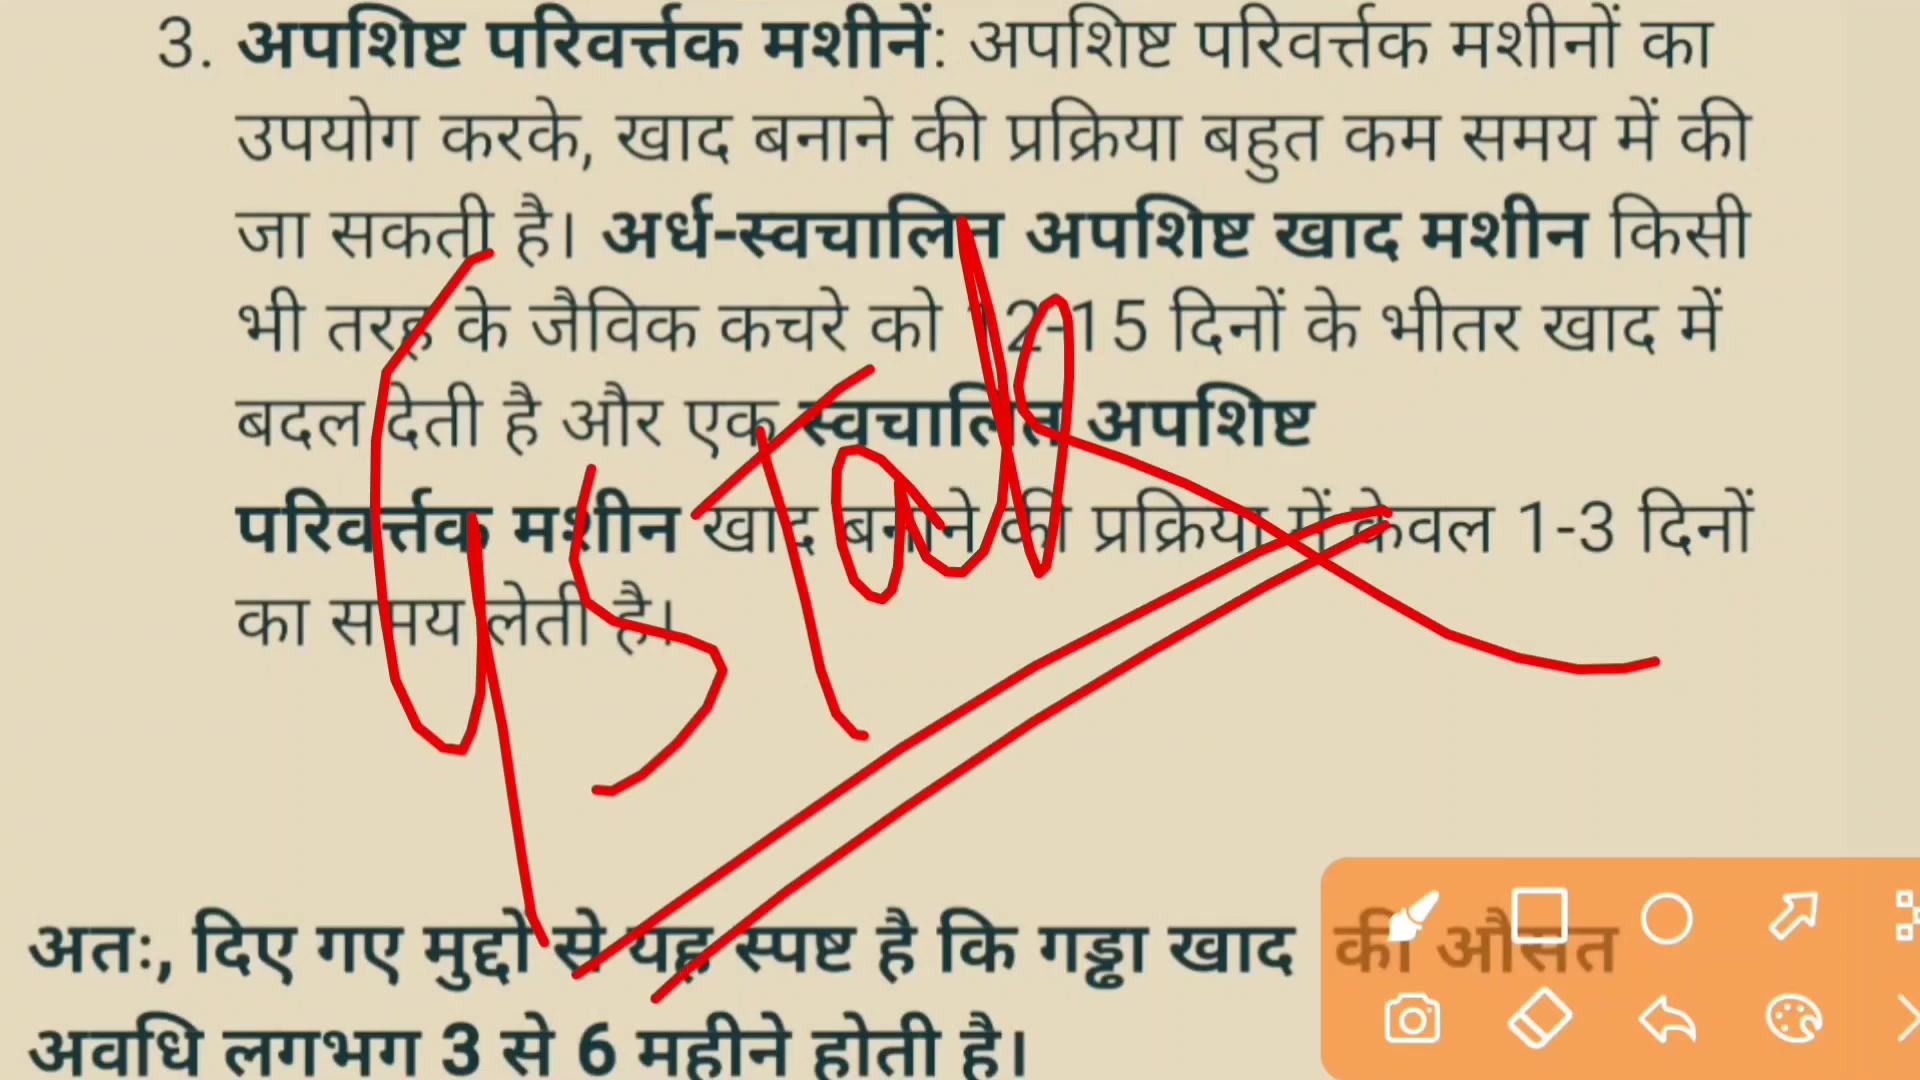 3. अपशिष्ट परिवर्त्तक मशीनें: अपशिष्ट परिवर्त्तक मशीनों का
उपयोग करके, खाद बनाने की प्रक्रिया बहुत कम समय में की
जा सकती है। अर्ध-स्वचालित अपशिष्ट खाद मशीन किसी
भी तरह के जैविक कचरे को 12-15 दिनों के भीतर खाद में
बदल देती है और एक स्वचालित अपशिष्ट
परिवर्त्तक मशीन खाद बनाने की प्रक्रिया में केवल 1-3 दिनों
का समय लेती है।
अतः, दिए गए मुद्दों से यह स्पष्ट है कि गड्ढा खाद की औसत
अवधि लगभग 3 से 6 महीने होती है।